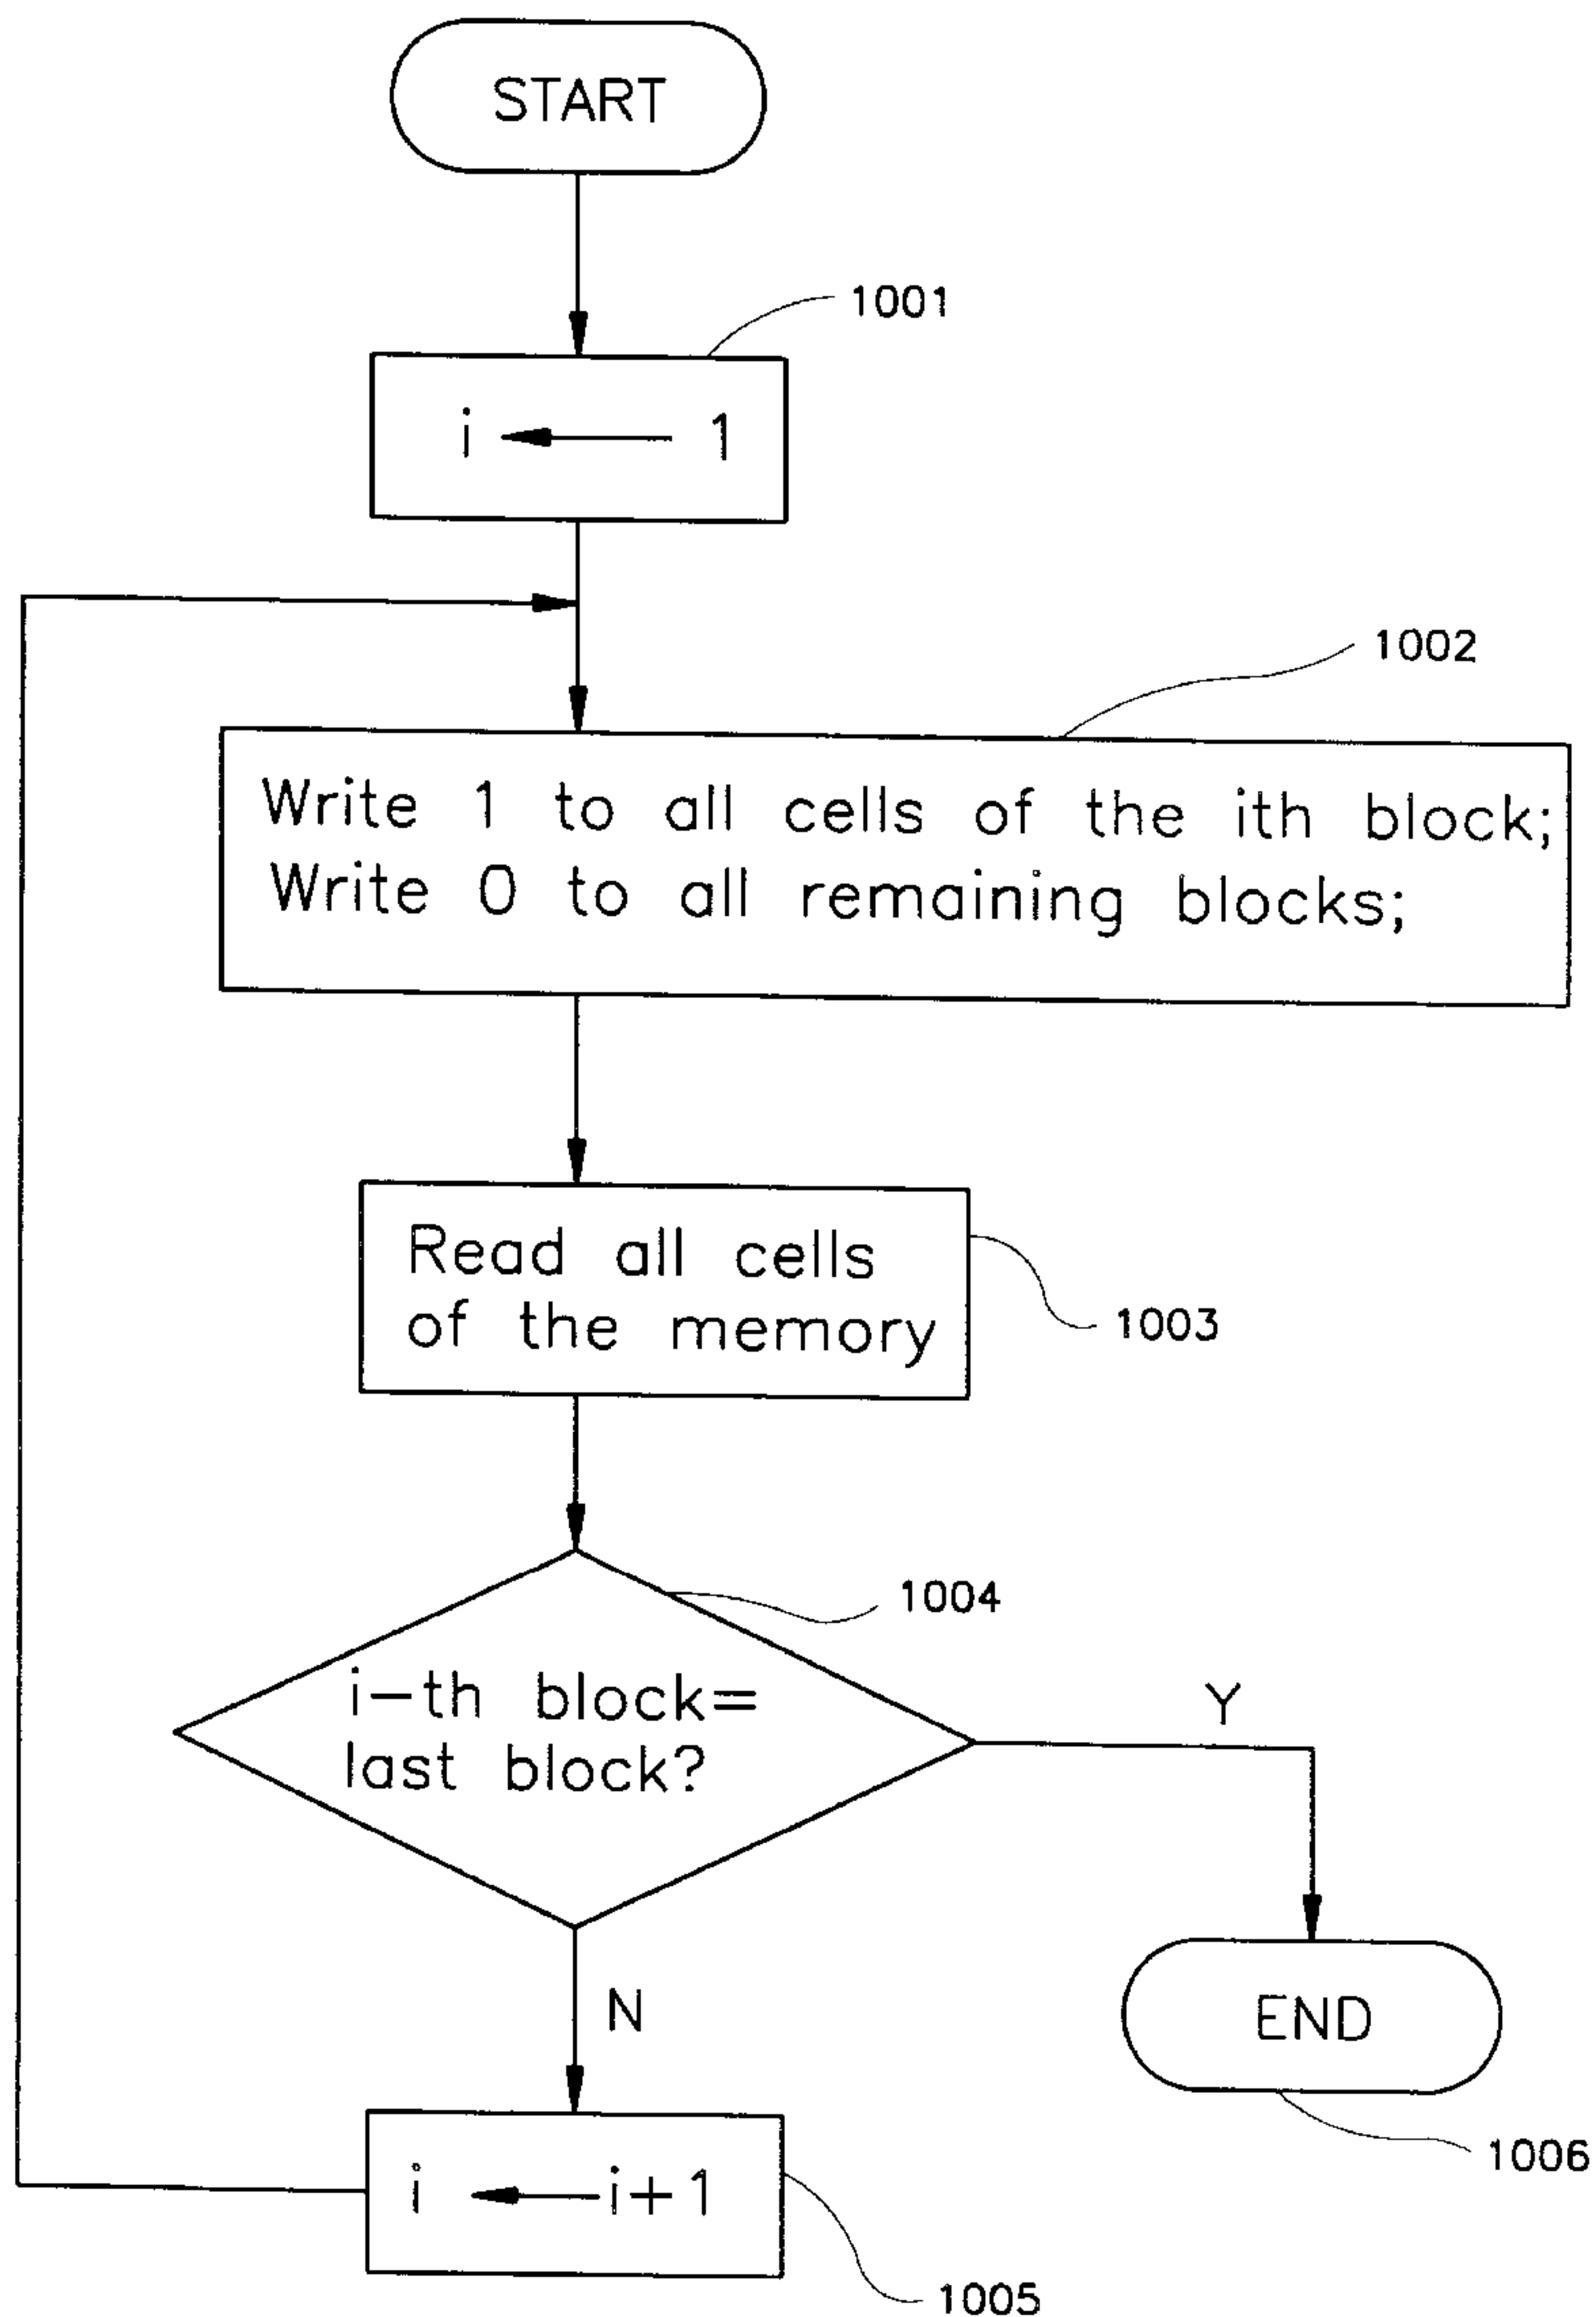 START
1001
i ← 1
1002
Write 1 to all cells of the ith block;
Write 0 to all remaining blocks;
Read all cells
of the memory
1003
1004
i-th block=
last block?
Y
N
END
1006
i ← i+1
1005